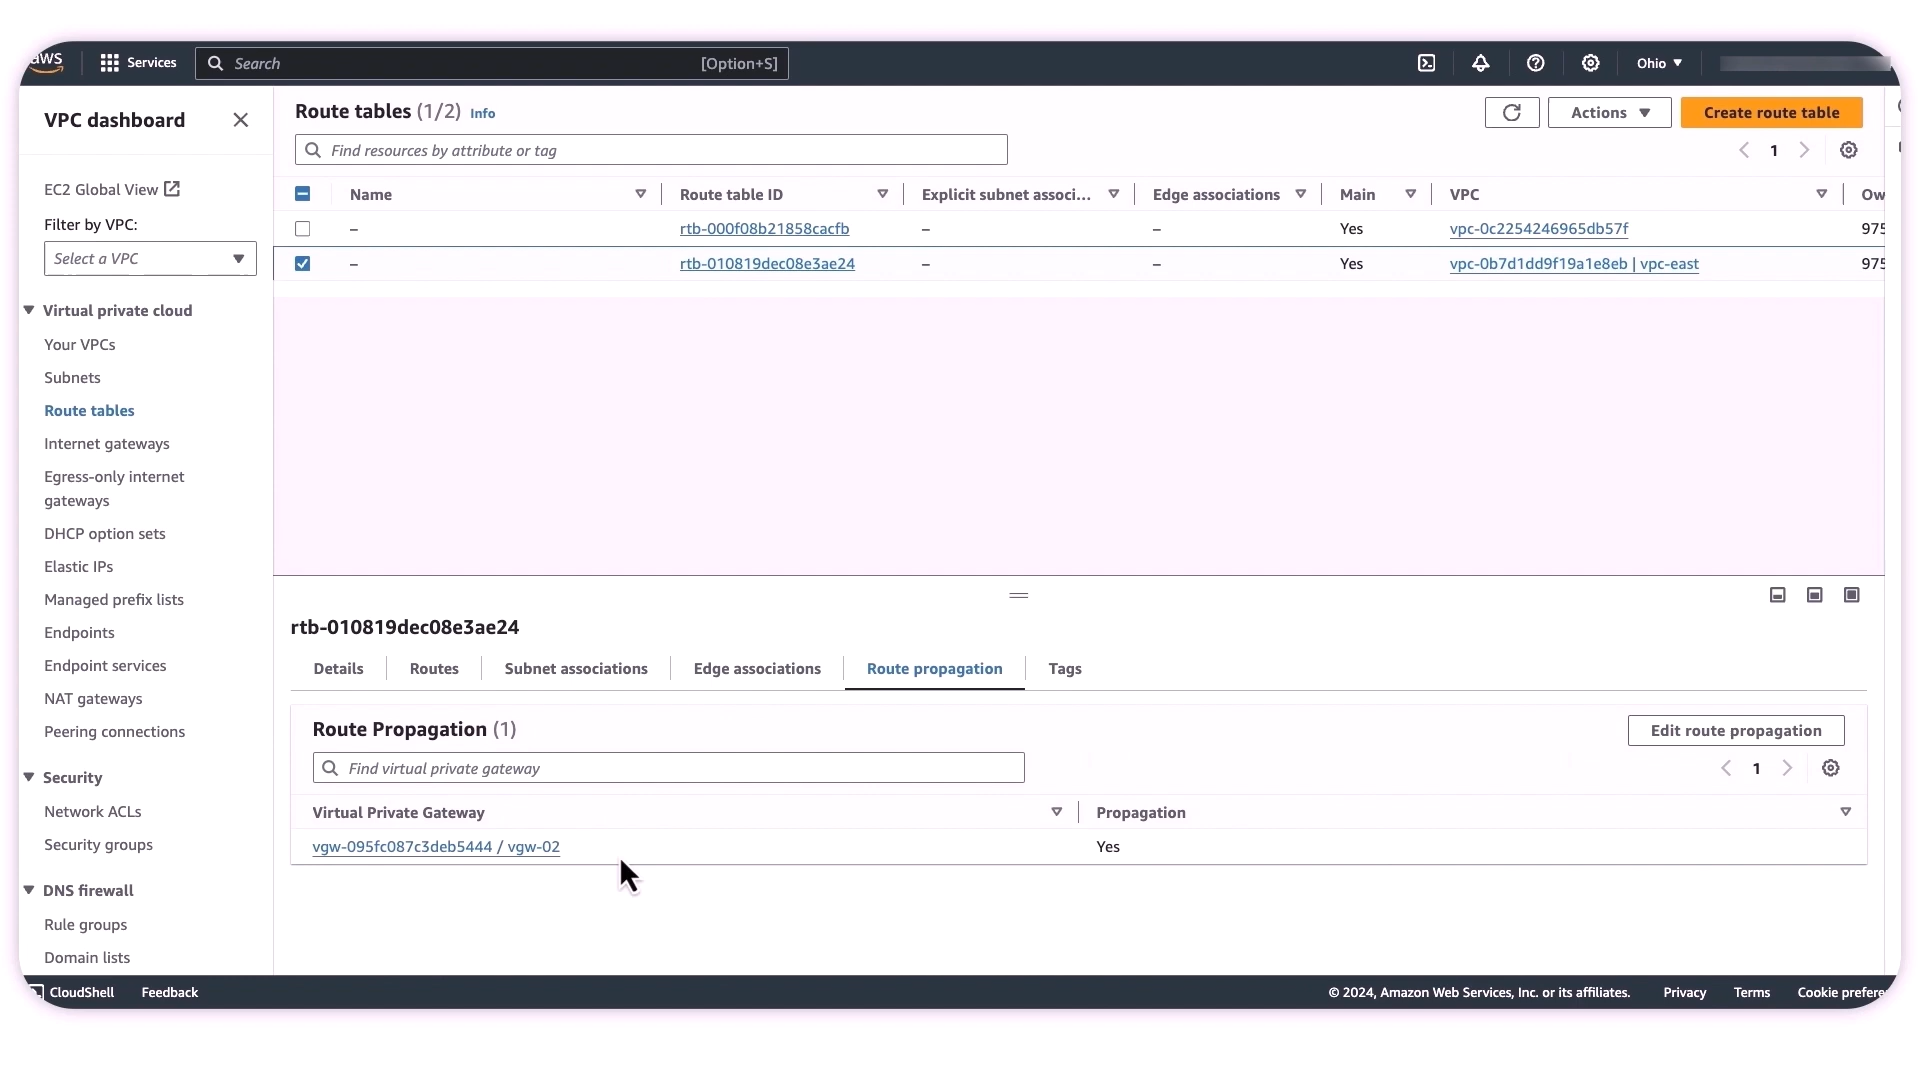 aws
Services
Search
[Option+S]
Ohio
VPC dashboard
EC2 Global View
Filter by VPC:
Select a VPC
Virtual private cloud
Your VPCs
Subnets
Route tables
Internet gateways
Egress-only internet
gateways
DHCP option sets
Elastic IPs
Managed prefix lists
Endpoints
Endpoint services
NAT gateways
Peering connections
Security
Network ACLs
Security groups
DNS firewall
Rule groups
Domain lists
Route tables (1/2) Info
Actions
Create route table
Find resources by attribute or tag
1
Name Route table ID Explicit subnet associ... Edge associations Main VPC Ow
– rtb-000f08b21858cacfb – – Yes vpc-0c2254246965db57f 975
– rtb-010819dec08e3ae24 – – Yes vpc-0b7d1dd9f19a1e8eb | vpc-east 975
rtb-010819dec08e3ae24
Details Routes Subnet associations Edge associations Route propagation Tags
Route Propagation (1)
Edit route propagation
Find virtual private gateway
1
Virtual Private Gateway Propagation
vgw-095fc087c3deb5444 / vgw-02 Yes
CloudShell Feedback
© 2024, Amazon Web Services, Inc. or its affiliates. Privacy Terms Cookie prefere